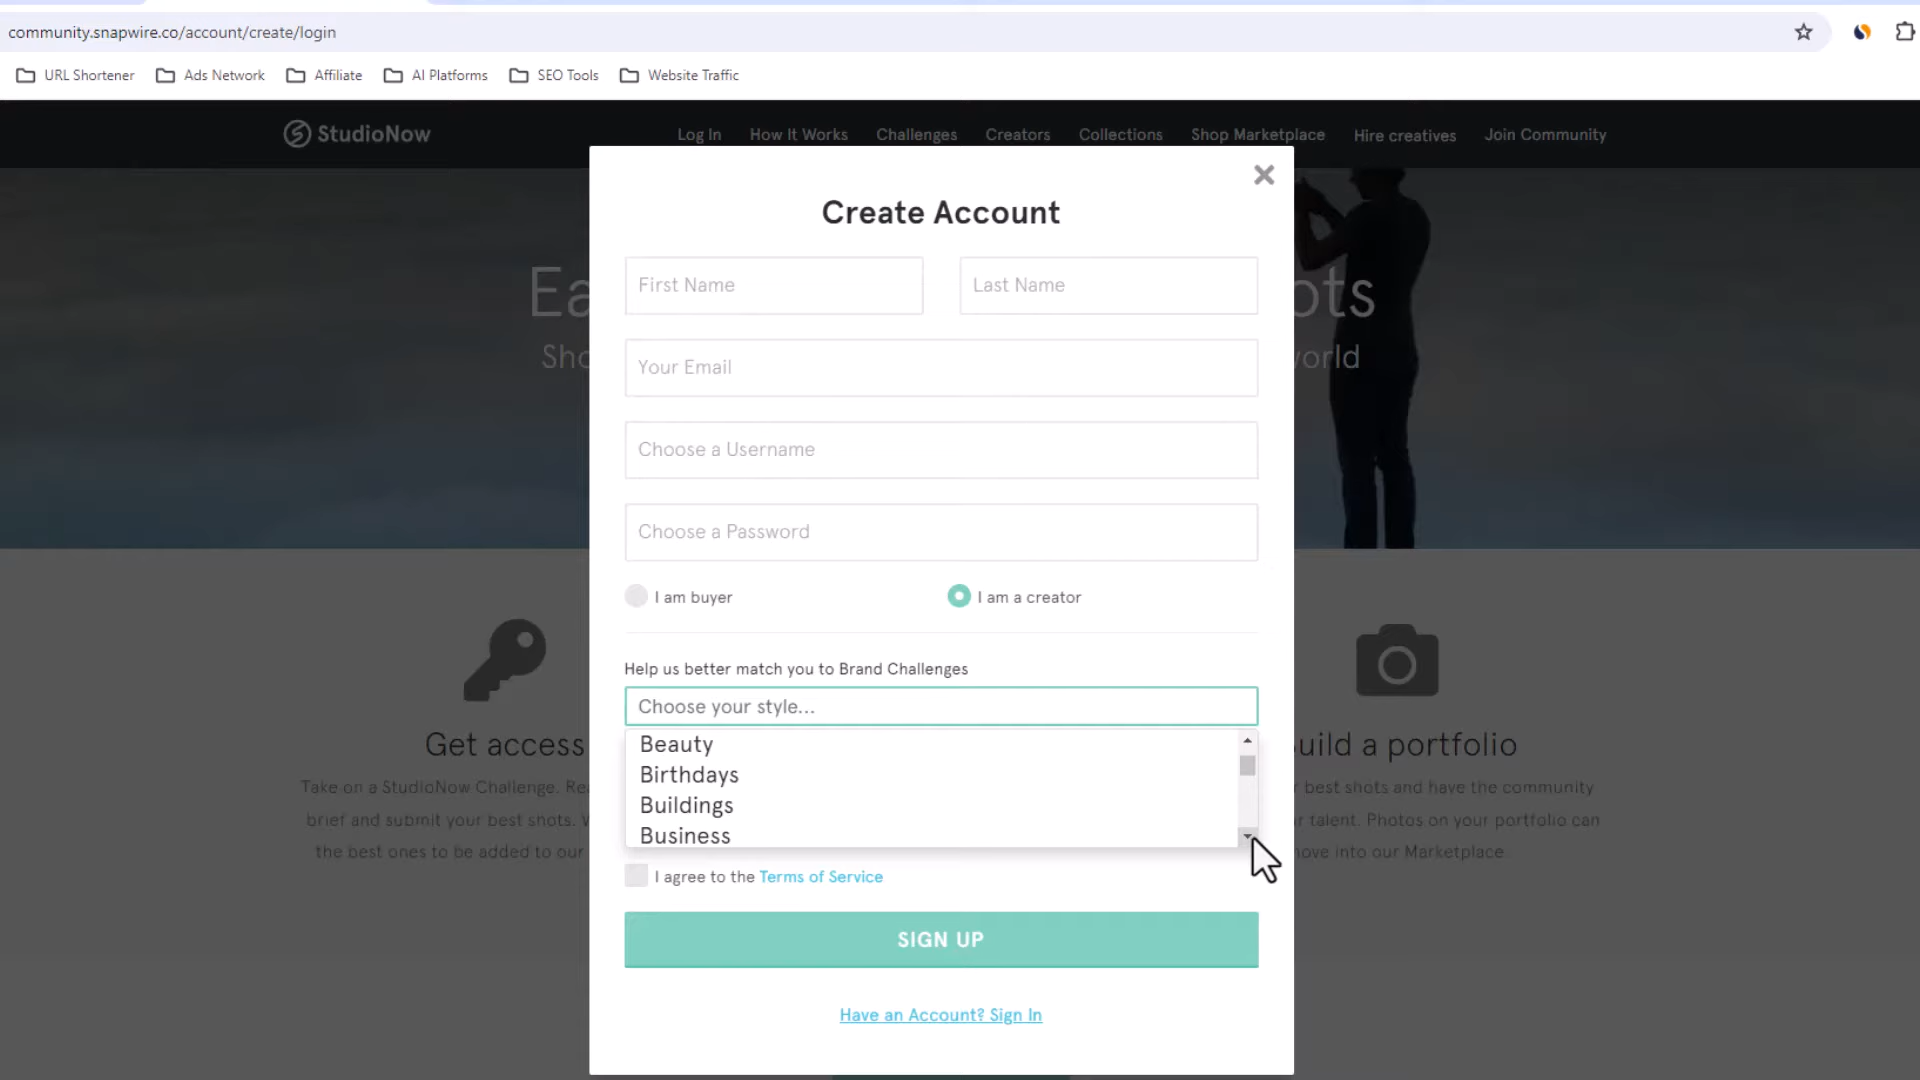 community.snapwire.co/account/create/login
URL Shortener Ads Network Affiliate AI Platforms SEO Tools Website Traffic
StudioNow
Log In How It Works Challenges Creators Collections Shop Marketplace Hire creatives Join Community
Create Account
First Name Last Name
Your Email
Choose a Username
Choose a Password
I am buyer I am a creator
Help us better match you to Brand Challenges
Choose your style...
Beauty
Birthdays
Buildings
Business
I agree to the Terms of Service
SIGN UP
Have an Account? Sign In
Get access
Take on a StudioNow Challenge.
brief and submit your best shots.
the best ones to be added to our
a portfolio
best shots and have the community
talent. Photos on your portfolio can
into our Marketplace